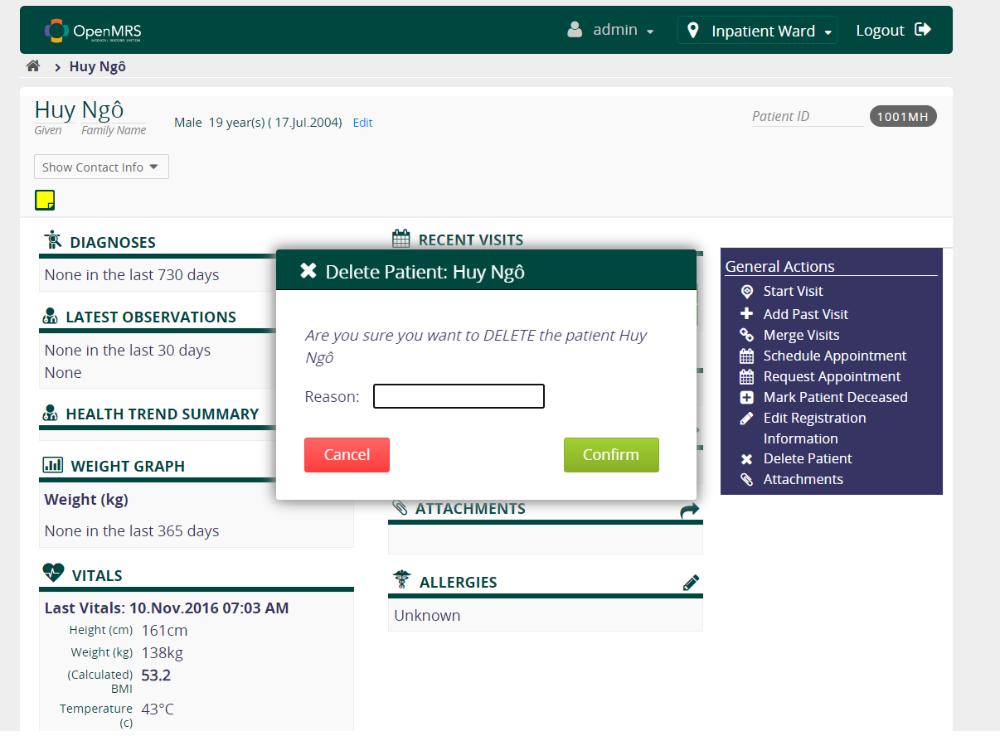 OpenMRS
MEDICAL RECORD SYSTEM
admin
Inpatient Ward
Logout
Huy Ngô
Huy Ngô
Given Family Name
Male 19 year(s) ( 17.Jul.2004) Edit
Patient ID
1001MH
Show Contact Info
DIAGNOSES
None in the last 730 days
LATEST OBSERVATIONS
None in the last 30 days
None
HEALTH TREND SUMMARY
WEIGHT GRAPH
Weight (kg)
None in the last 365 days
VITALS
Last Vitals: 10.Nov.2016 07:03 AM
Height (cm) 161cm
Weight (kg) 138kg
(Calculated) 53.2
BMI
Temperature 43°C
(c)
RECENT VISITS
Delete Patient: Huy Ngô
Are you sure you want to DELETE the patient Huy
Ngô
Reason:
Cancel
Confirm
ATTACHMENTS
ALLERGIES
Unknown
General Actions
Start Visit
Add Past Visit
Merge Visits
Schedule Appointment
Request Appointment
Mark Patient Deceased
Edit Registration
Information
Delete Patient
Attachments